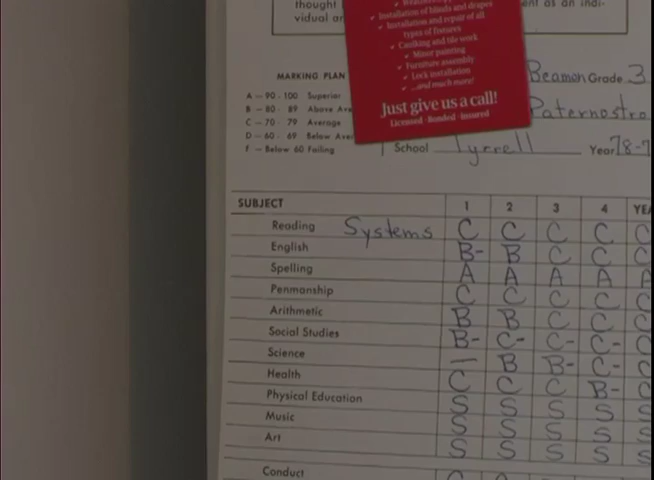 thought
ent as an indi-
vidual
✓ Installation of blinds and drapes
✓ Installation and repair of all
types of fixtures
✓ Caulking and tile work
✓ Minor painting
✓ Furniture assembly
✓ Lock installation
✓ ...and much more!
Just give us a call!
Licensed · Bonded · Insured
MARKING PLAN
A — 90 - 100 Superior
B — 80 - 89 Above Ave
C — 70 - 79 Average
D — 60 - 69 Below Aver
F — Below 60 Failing
Beamon Grade 3
Paternostro
School Tyrrell Year 78-7
SUBJECT 1 2 3 4 YEA
Reading Systems C C C C C
English B- B C C C
Spelling A A A A A
Penmanship C C C C C
Arithmetic B B C C C
Social Studies B- C- C- C- C
Science — B B- C- C
Health C C C B- C
Physical Education S S S S S
Music S S S S S
Art S S S S S
Conduct